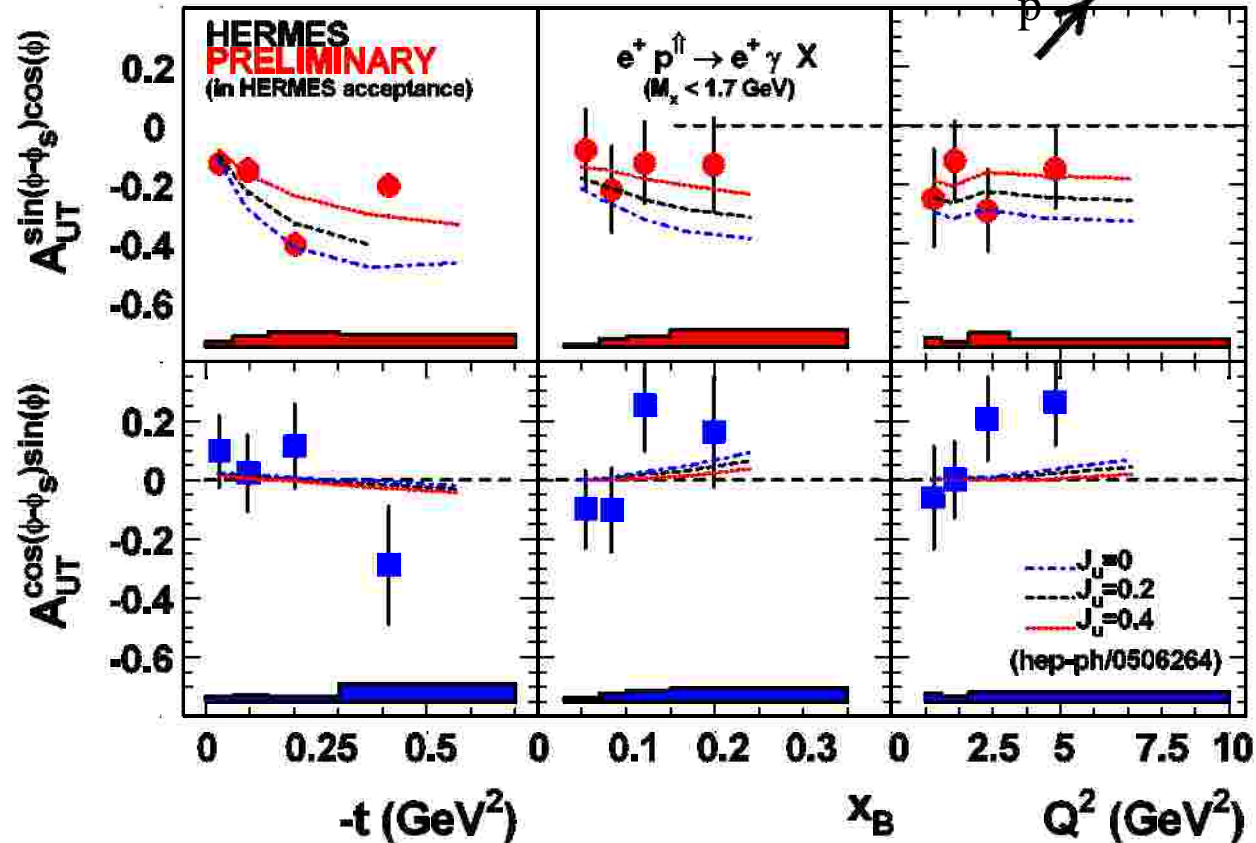 p
HERMES
PRELIMINARY
(in HERMES acceptance)
e⁺ p⇑ → e⁺ γ X
(Mₓ < 1.7 GeV)
A_UT^sin(ϕ-ϕ_S)cos(ϕ)
0.2
0
-0.2
-0.4
-0.6
A_UT^cos(ϕ-ϕ_S)sin(ϕ)
0.2
0
-0.2
-0.4
-0.6
J_u=0
J_u=0.2
J_u=0.4
(hep-ph/0506264)
0 0.25 0.5 0 0.1 0.2 0.3 0 2.5 5 7.5 10
-t (GeV²) x_B Q² (GeV²)